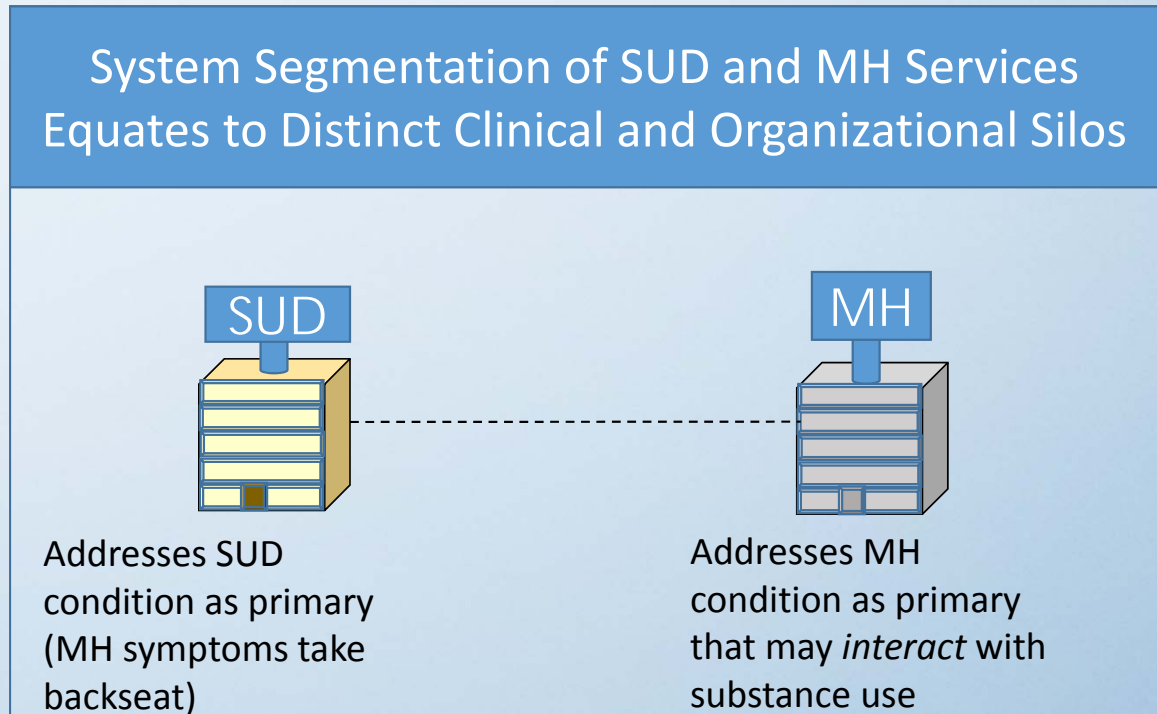 System Segmentation of SUD and MH Services
Equates to Distinct Clinical and Organizational Silos
SUD
MH
Addresses SUD
condition as primary
(MH symptoms take
backseat)
Addresses MH
condition as primary
that may interact with
substance use